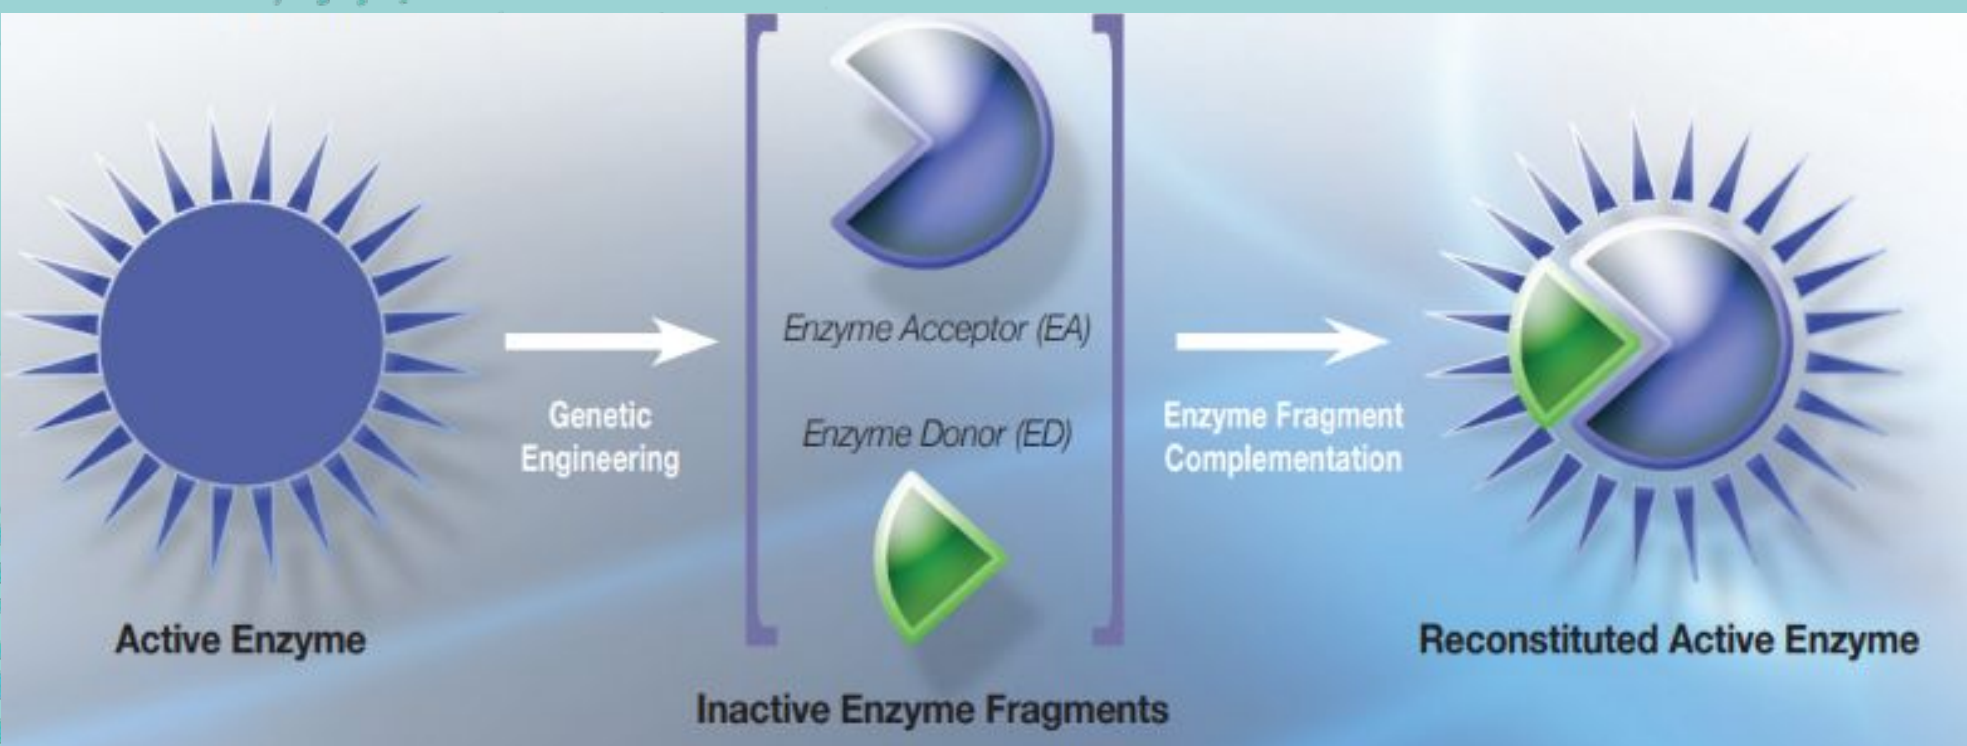 Active Enzyme
Genetic
Engineering
Enzyme Acceptor (EA)
Enzyme Donor (ED)
Inactive Enzyme Fragments
Enzyme Fragment
Complementation
Reconstituted Active Enzyme